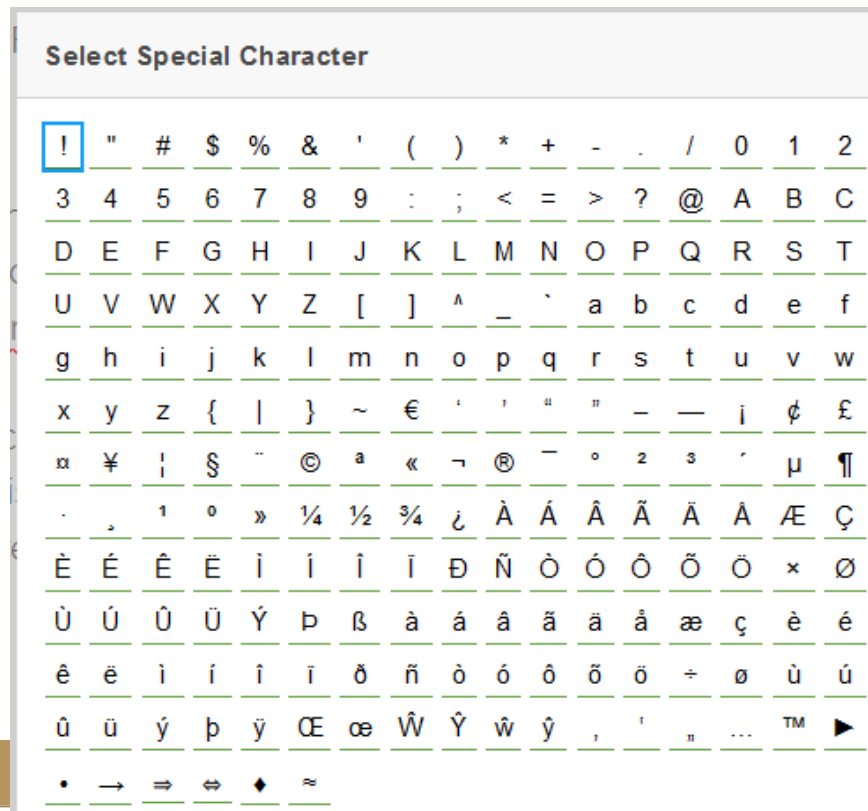 Select Special Character
! " # $ % & ' ( ) * + - . / 0 1 2
3 4 5 6 7 8 9 : ; < = > ? @ A B C
D E F G H I J K L M N O P Q R S T
U V W X Y Z [ ] ^ _ ` a b c d e f
g h i j k l m n o p q r s t u v w
x y z { | } ~ € ‘ ’ “ ” – — ¡ ¢ £
¤ ¥ ¦ § ¨ © ª « ¬ ® ¯ ° ² ³ ´ µ ¶
· ¸ ¹ º » ¼ ½ ¾ ¿ À Á Â Ã Ä Å Æ Ç
È É Ê Ë Ì Í Î Ï Ð Ñ Ò Ó Ô Õ Ö × Ø
Ù Ú Û Ü Ý Þ ß à á â ã ä å æ ç è é
ê ë ì í î ï ð ñ ò ó ô õ ö ÷ ø ù ú
û ü ý þ ÿ Œ œ Ŵ Ŷ ŵ ŷ ‚ ‛ „ … ™ ►
• → ⇒ ⇔ ♦ ≈